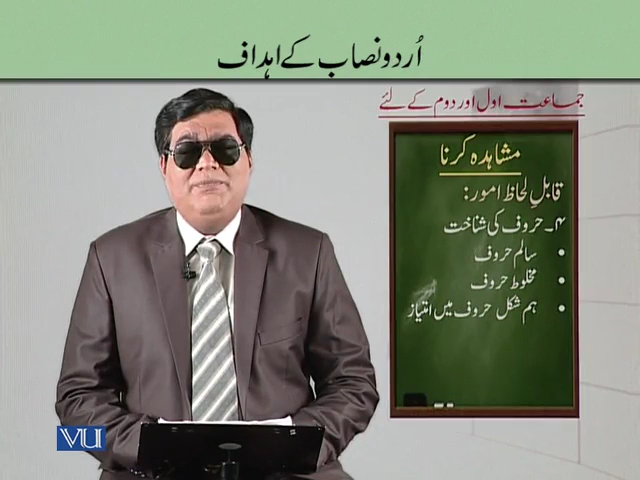 اُردو نصاب کے اہداف
جماعت اول اور دوم کے لئے
مشاہدہ کرنا
قابلِ لحاظ امور:
۴۔ حروف کی شناخت
• سالم حروف
• مخلوط حروف
• ہم شکل حروف میں امتیاز
VU